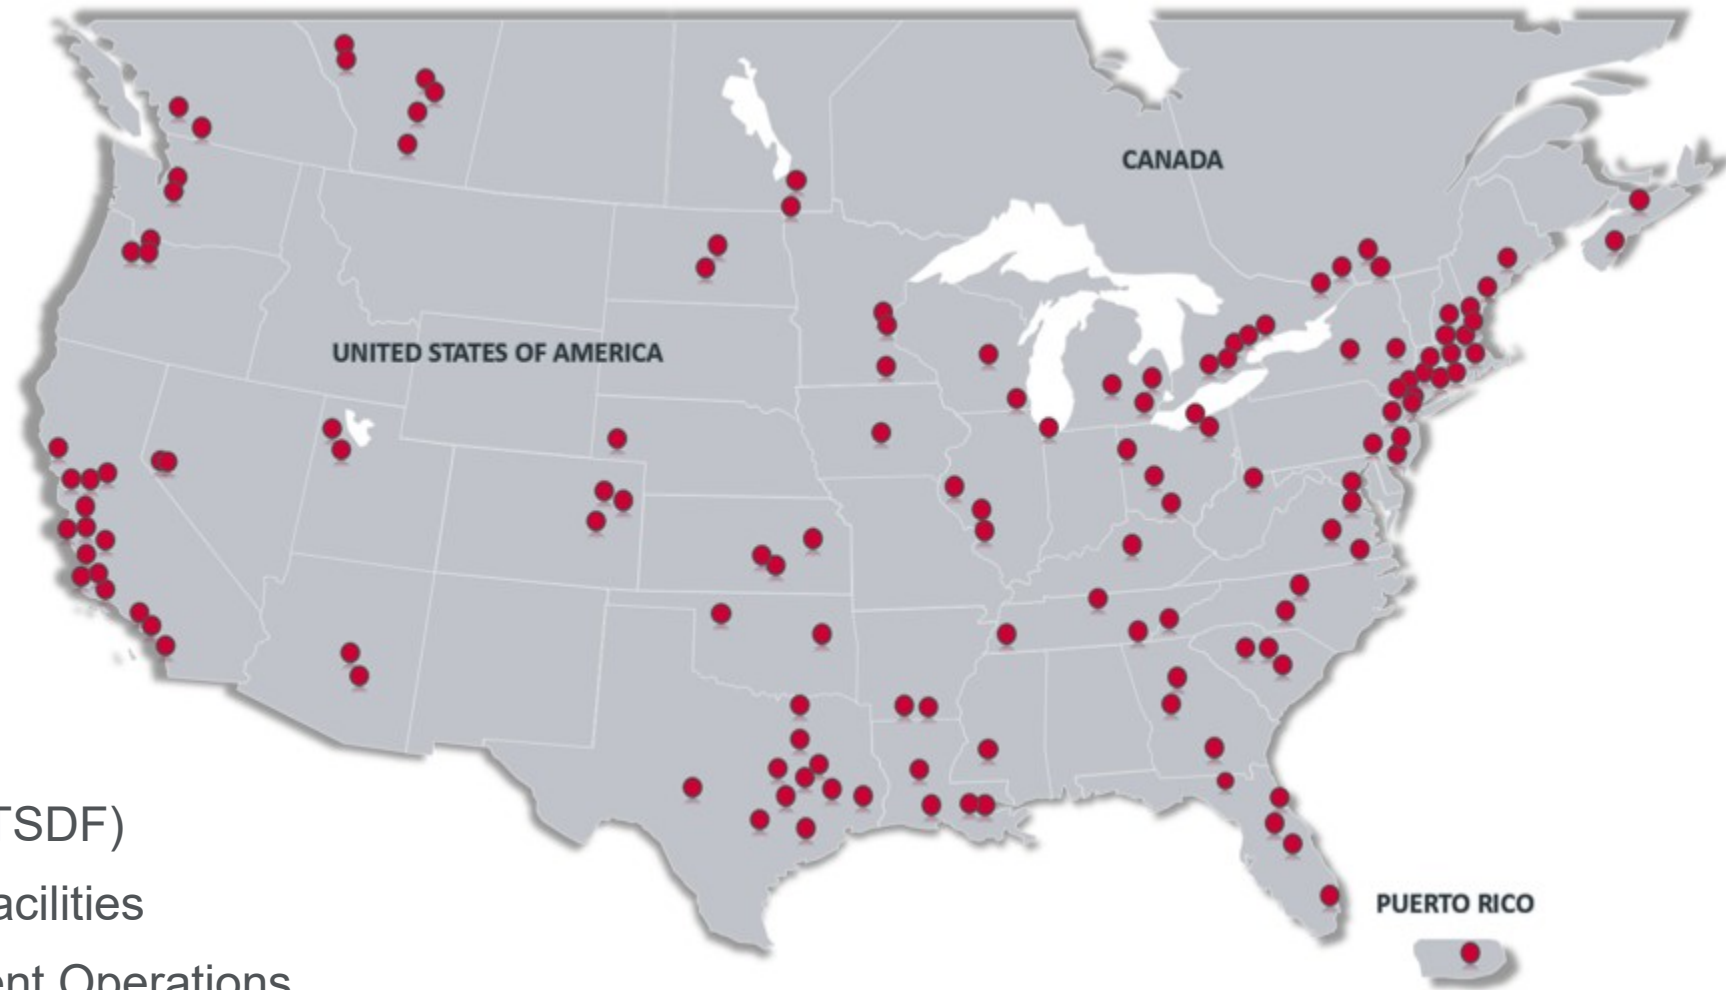 CANADA
UNITED STATES OF AMERICA
TSDF)
acilities
PUERTO RICO
ent Operations